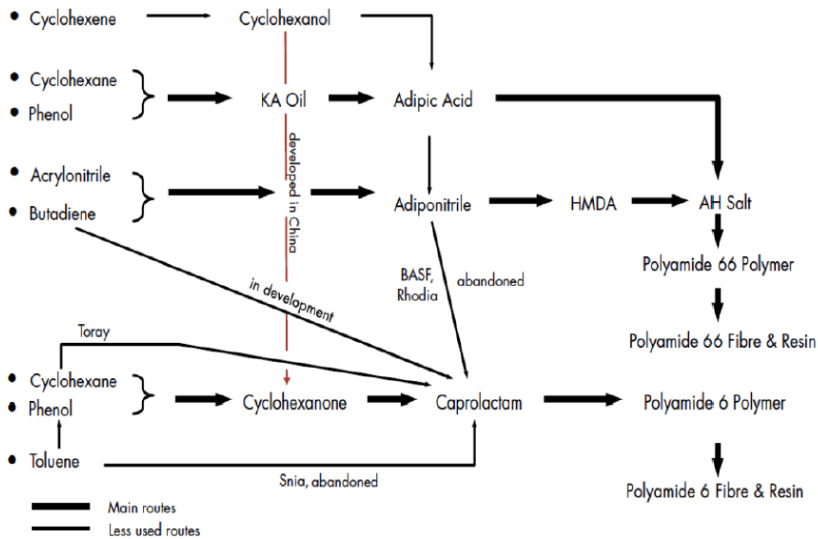 Cyclohexene
Cyclohexanol
Cyclohexane
Phenol
KA Oil
Adipic Acid
developed in China
Acrylonitrile
Butadiene
Adiponitrile
HMDA
AH Salt
BASF,
Rhodia
abandoned
in development
Polyamide 66 Polymer
Toray
Polyamide 66 Fibre & Resin
Cyclohexane
Phenol
Cyclohexanone
Caprolactam
Polyamide 6 Polymer
Toluene
Snia, abandoned
Polyamide 6 Fibre & Resin
Main routes
Less used routes